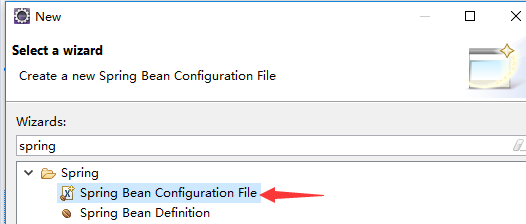 New
Select a wizard
Create a new Spring Bean Configuration File
Wizards:
spring
Spring
Spring Bean Configuration File
Spring Bean Definition